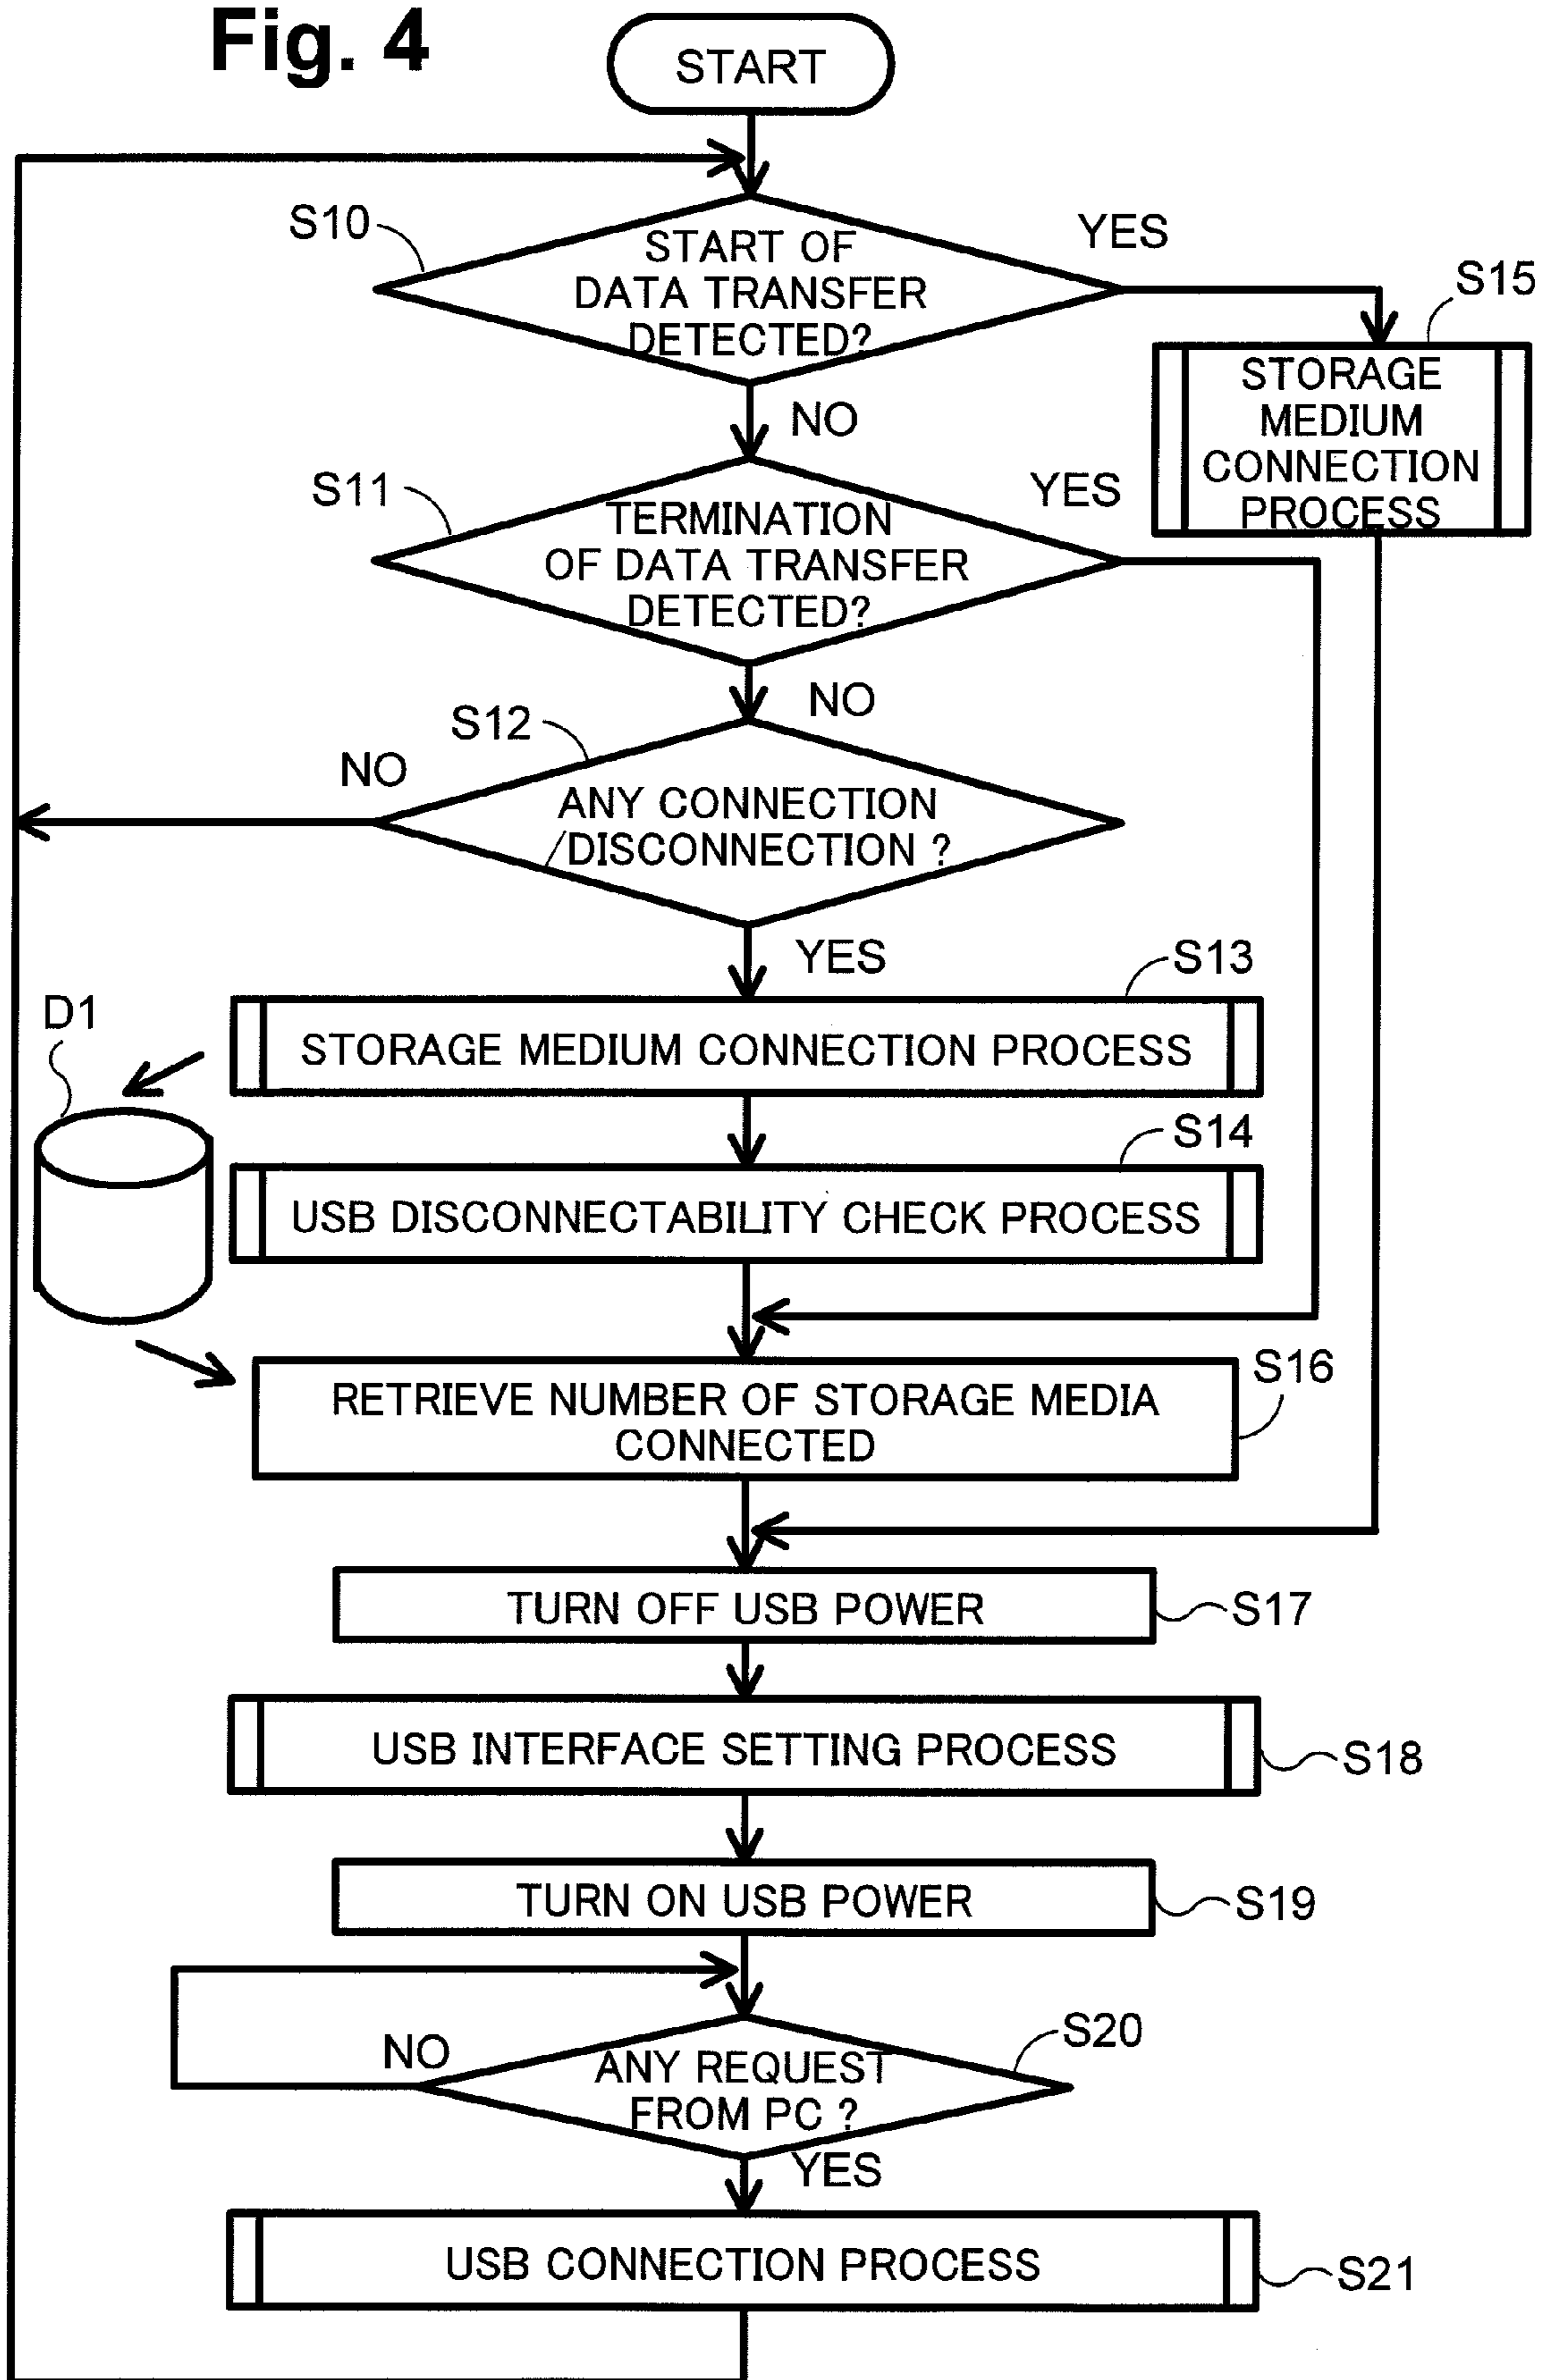 Fig. 4
START
S10
START OF
DATA TRANSFER
DETECTED?
YES
S15
STORAGE
MEDIUM
CONNECTION
PROCESS
NO
S11
TERMINATION
OF DATA TRANSFER
DETECTED?
YES
NO
S12
NO
ANY CONNECTION
/DISCONNECTION ?
YES
S13
D1
STORAGE MEDIUM CONNECTION PROCESS
S14
USB DISCONNECTABILITY CHECK PROCESS
S16
RETRIEVE NUMBER OF STORAGE MEDIA
CONNECTED
TURN OFF USB POWER
S17
USB INTERFACE SETTING PROCESS
S18
TURN ON USB POWER
S19
S20
NO
ANY REQUEST
FROM PC ?
YES
USB CONNECTION PROCESS
S21